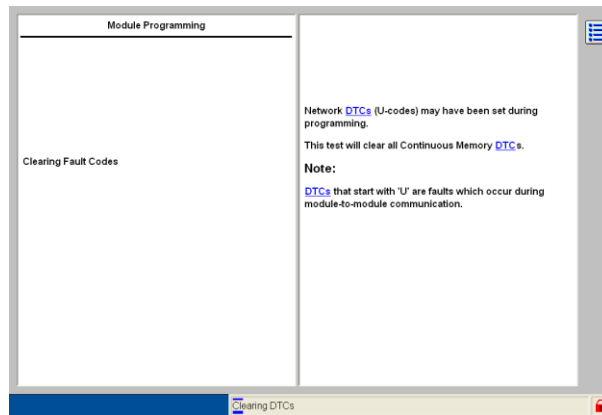 Module Programming
Clearing Fault Codes
Network DTCs (U-codes) may have been set during
programming.
This test will clear all Continuous Memory DTCs.
Note:
DTCs that start with 'U' are faults which occur during
module-to-module communication.
Clearing DTCs